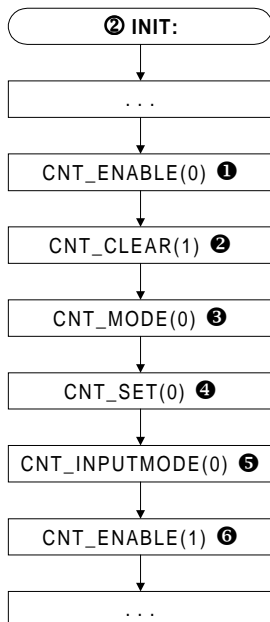 ② INIT:
...
CNT_ENABLE(0) ❶
CNT_CLEAR(1) ❷
CNT_MODE(0) ❸
CNT_SET(0) ❹
CNT_INPUTMODE(0) ❺
CNT_ENABLE(1) ❻
...